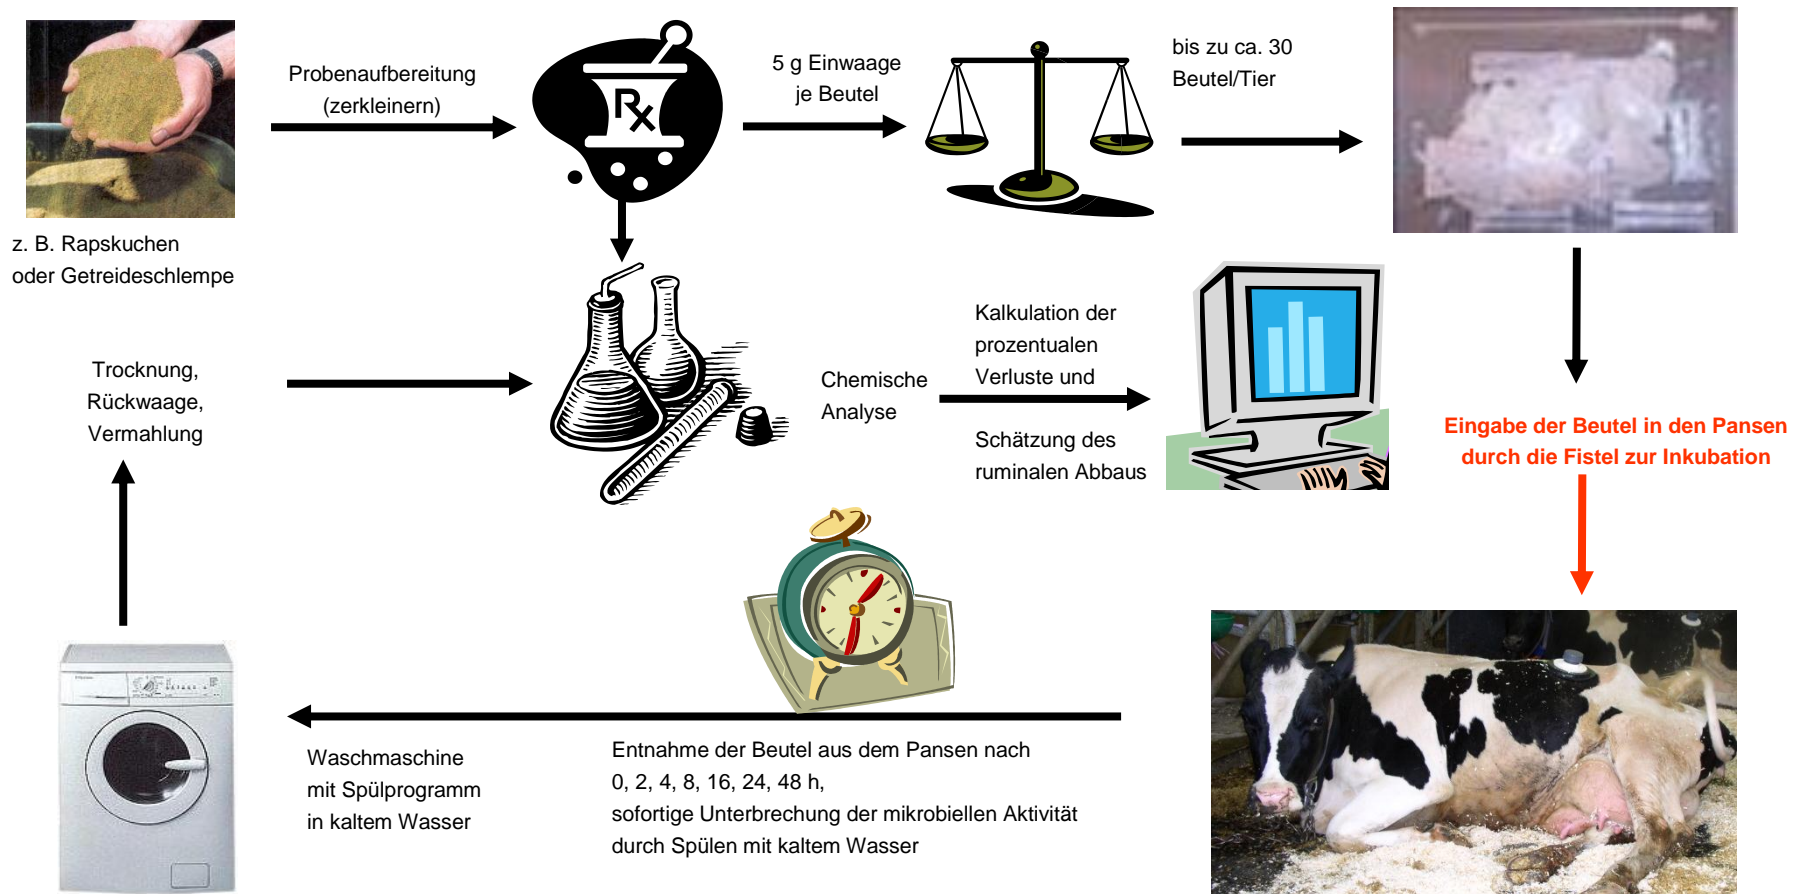 Probenaufbereitung
(zerkleinern)
Rx
5 g Einwaage
je Beutel
bis zu ca. 30
Beutel/Tier
z. B. Rapskuchen
oder Getreideschlempe
Trocknung,
Rückwaage,
Vermahlung
Chemische
Analyse
Kalkulation der
prozentualen
Verluste und
Schätzung des
ruminalen Abbaus
Eingabe der Beutel in den Pansen
durch die Fistel zur Inkubation
Waschmaschine
mit Spülprogramm
in kaltem Wasser
Entnahme der Beutel aus dem Pansen nach
0, 2, 4, 8, 16, 24, 48 h,
sofortige Unterbrechung der mikrobiellen Aktivität
durch Spülen mit kaltem Wasser